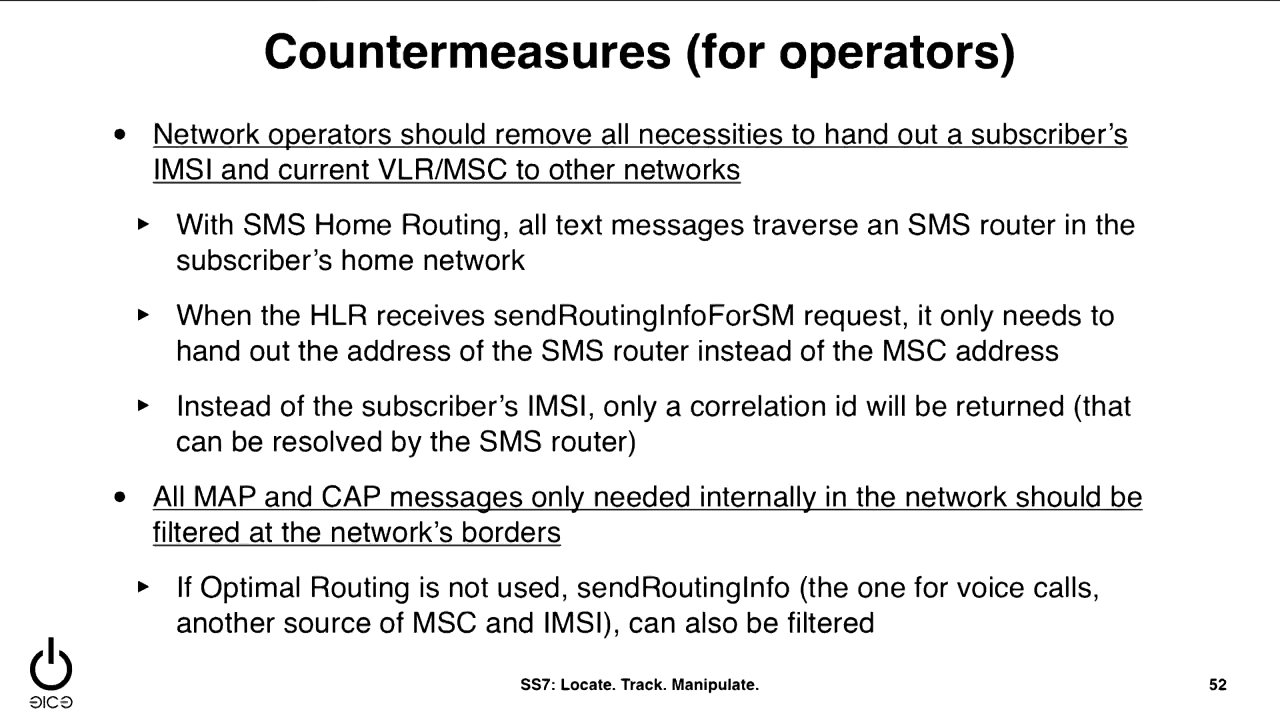 Countermeasures (for operators)
• Network operators should remove all necessities to hand out a subscriber’s
IMSI and current VLR/MSC to other networks
‣ With SMS Home Routing, all text messages traverse an SMS router in the
subscriber’s home network
‣ When the HLR receives sendRoutingInfoForSM request, it only needs to
hand out the address of the SMS router instead of the MSC address
‣ Instead of the subscriber’s IMSI, only a correlation id will be returned (that
can be resolved by the SMS router)
• All MAP and CAP messages only needed internally in the network should be
filtered at the network’s borders
‣ If Optimal Routing is not used, sendRoutingInfo (the one for voice calls,
another source of MSC and IMSI), can also be filtered
SS7: Locate. Track. Manipulate.
52